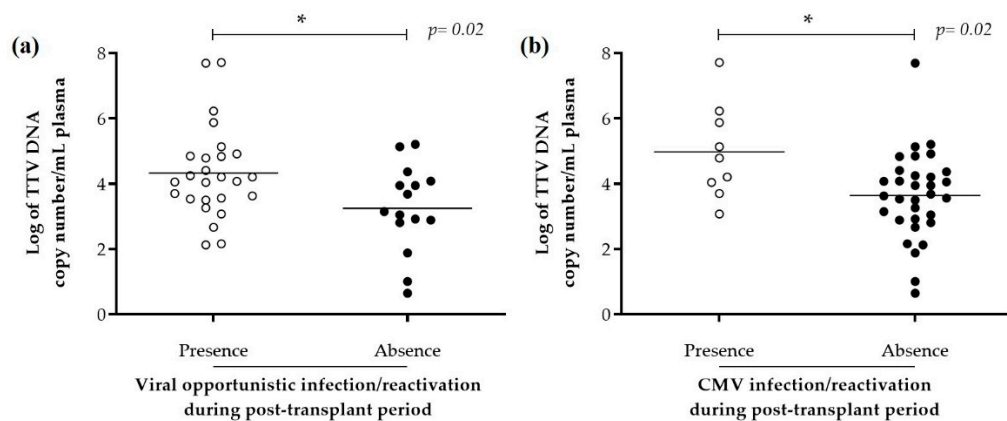 (a)
*
p= 0.02
8
6
4
2
0
Log of TTV DNA
copy number/mL plasma
Presence
Absence
Viral opportunistic infection/reactivation
during post-transplant period
(b)
*
p= 0.02
8
6
4
2
0
Log of TTV DNA
copy number/mL plasma
Presence
Absence
CMV infection/reactivation
during post-transplant period